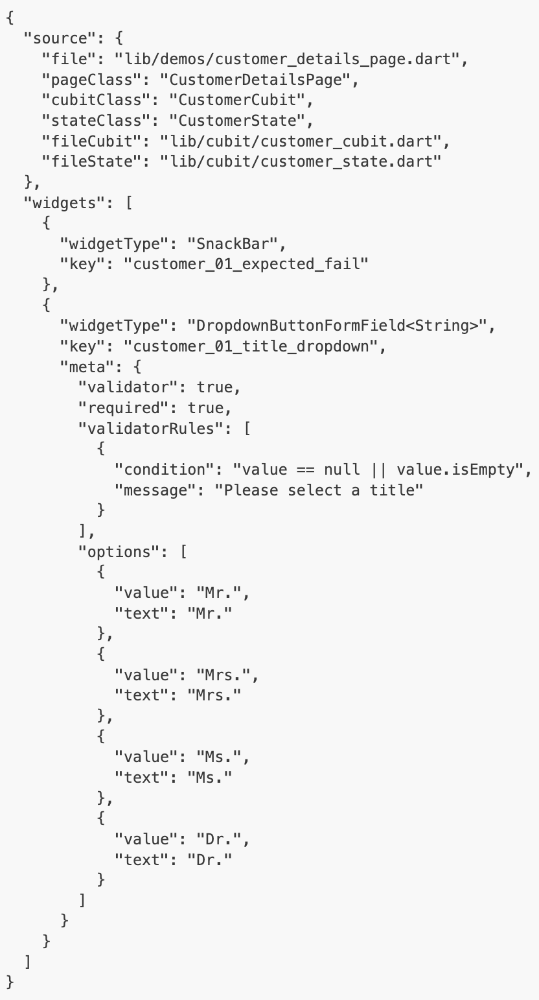 {
  "source": {
    "file": "lib/demos/customer_details_page.dart",
    "pageClass": "CustomerDetailsPage",
    "cubitClass": "CustomerCubit",
    "stateClass": "CustomerState",
    "fileCubit": "lib/cubit/customer_cubit.dart",
    "fileState": "lib/cubit/customer_state.dart"
  },
  "widgets": [
    {
      "widgetType": "SnackBar",
      "key": "customer_01_expected_fail"
    },
    {
      "widgetType": "DropdownButtonFormField<String>",
      "key": "customer_01_title_dropdown",
      "meta": {
        "validator": true,
        "required": true,
        "validatorRules": [
          {
            "condition": "value == null || value.isEmpty",
            "message": "Please select a title"
          }
        ],
        "options": [
          {
            "value": "Mr.",
            "text": "Mr."
          },
          {
            "value": "Mrs.",
            "text": "Mrs."
          },
          {
            "value": "Ms.",
            "text": "Ms."
          },
          {
            "value": "Dr.",
            "text": "Dr."
          }
        ]
      }
    }
  ]
}